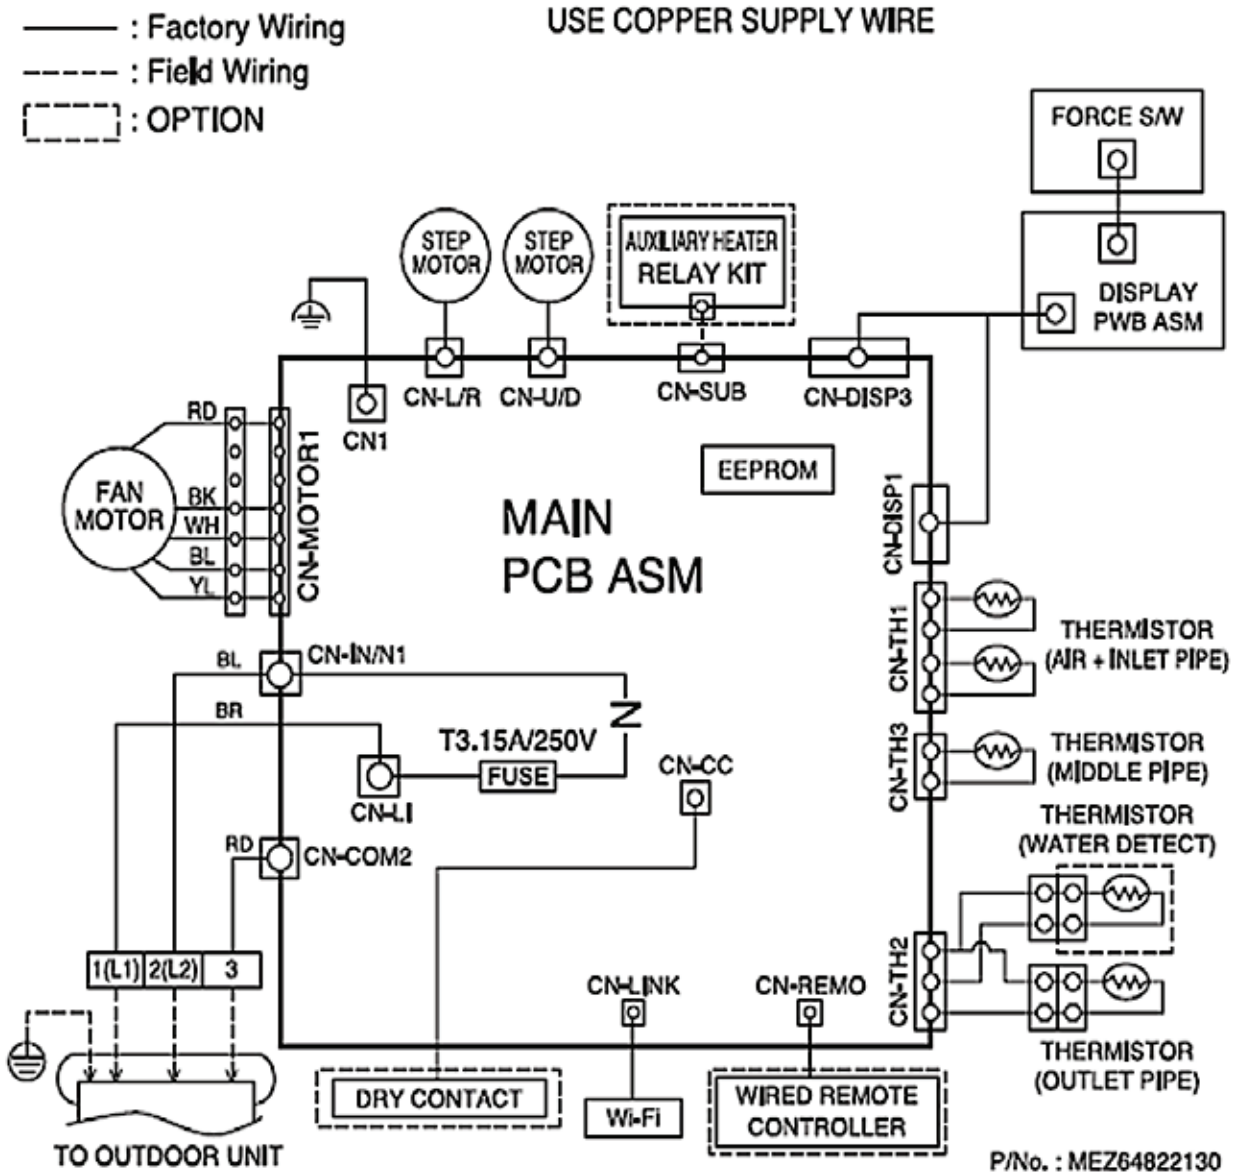 : Factory Wiring
USE COPPER SUPPLY WIRE
: Field Wiring
: OPTION
FORCE S/W
DISPLAY
PWB ASM
STEP
MOTOR
STEP
MOTOR
AUXILIARY HEATER
RELAY KIT
CN-L/R
CN-U/D
CN-SUB
CN-DISP3
CN1
RD
FAN
MOTOR
BK
WH
BL
YL
CN-MOTOR1
EEPROM
MAIN
PCB ASM
CN-DISP1
CN-TH1
THERMISTOR
(AIR + INLET PIPE)
BL
CN-IN/N1
BR
T3.15A/250V
FUSE
N
CN-LI
CN-CC
CN-TH3
THERMISTOR
(MIDDLE PIPE)
THERMISTOR
(WATER DETECT)
RD
CN-COM2
1(L1)
2(L2)
3
CN-LINK
CN-REMO
CN-TH2
THERMISTOR
(OUTLET PIPE)
DRY CONTACT
Wi-Fi
WIRED REMOTE
CONTROLLER
TO OUTDOOR UNIT
P/No. : MEZ64822130